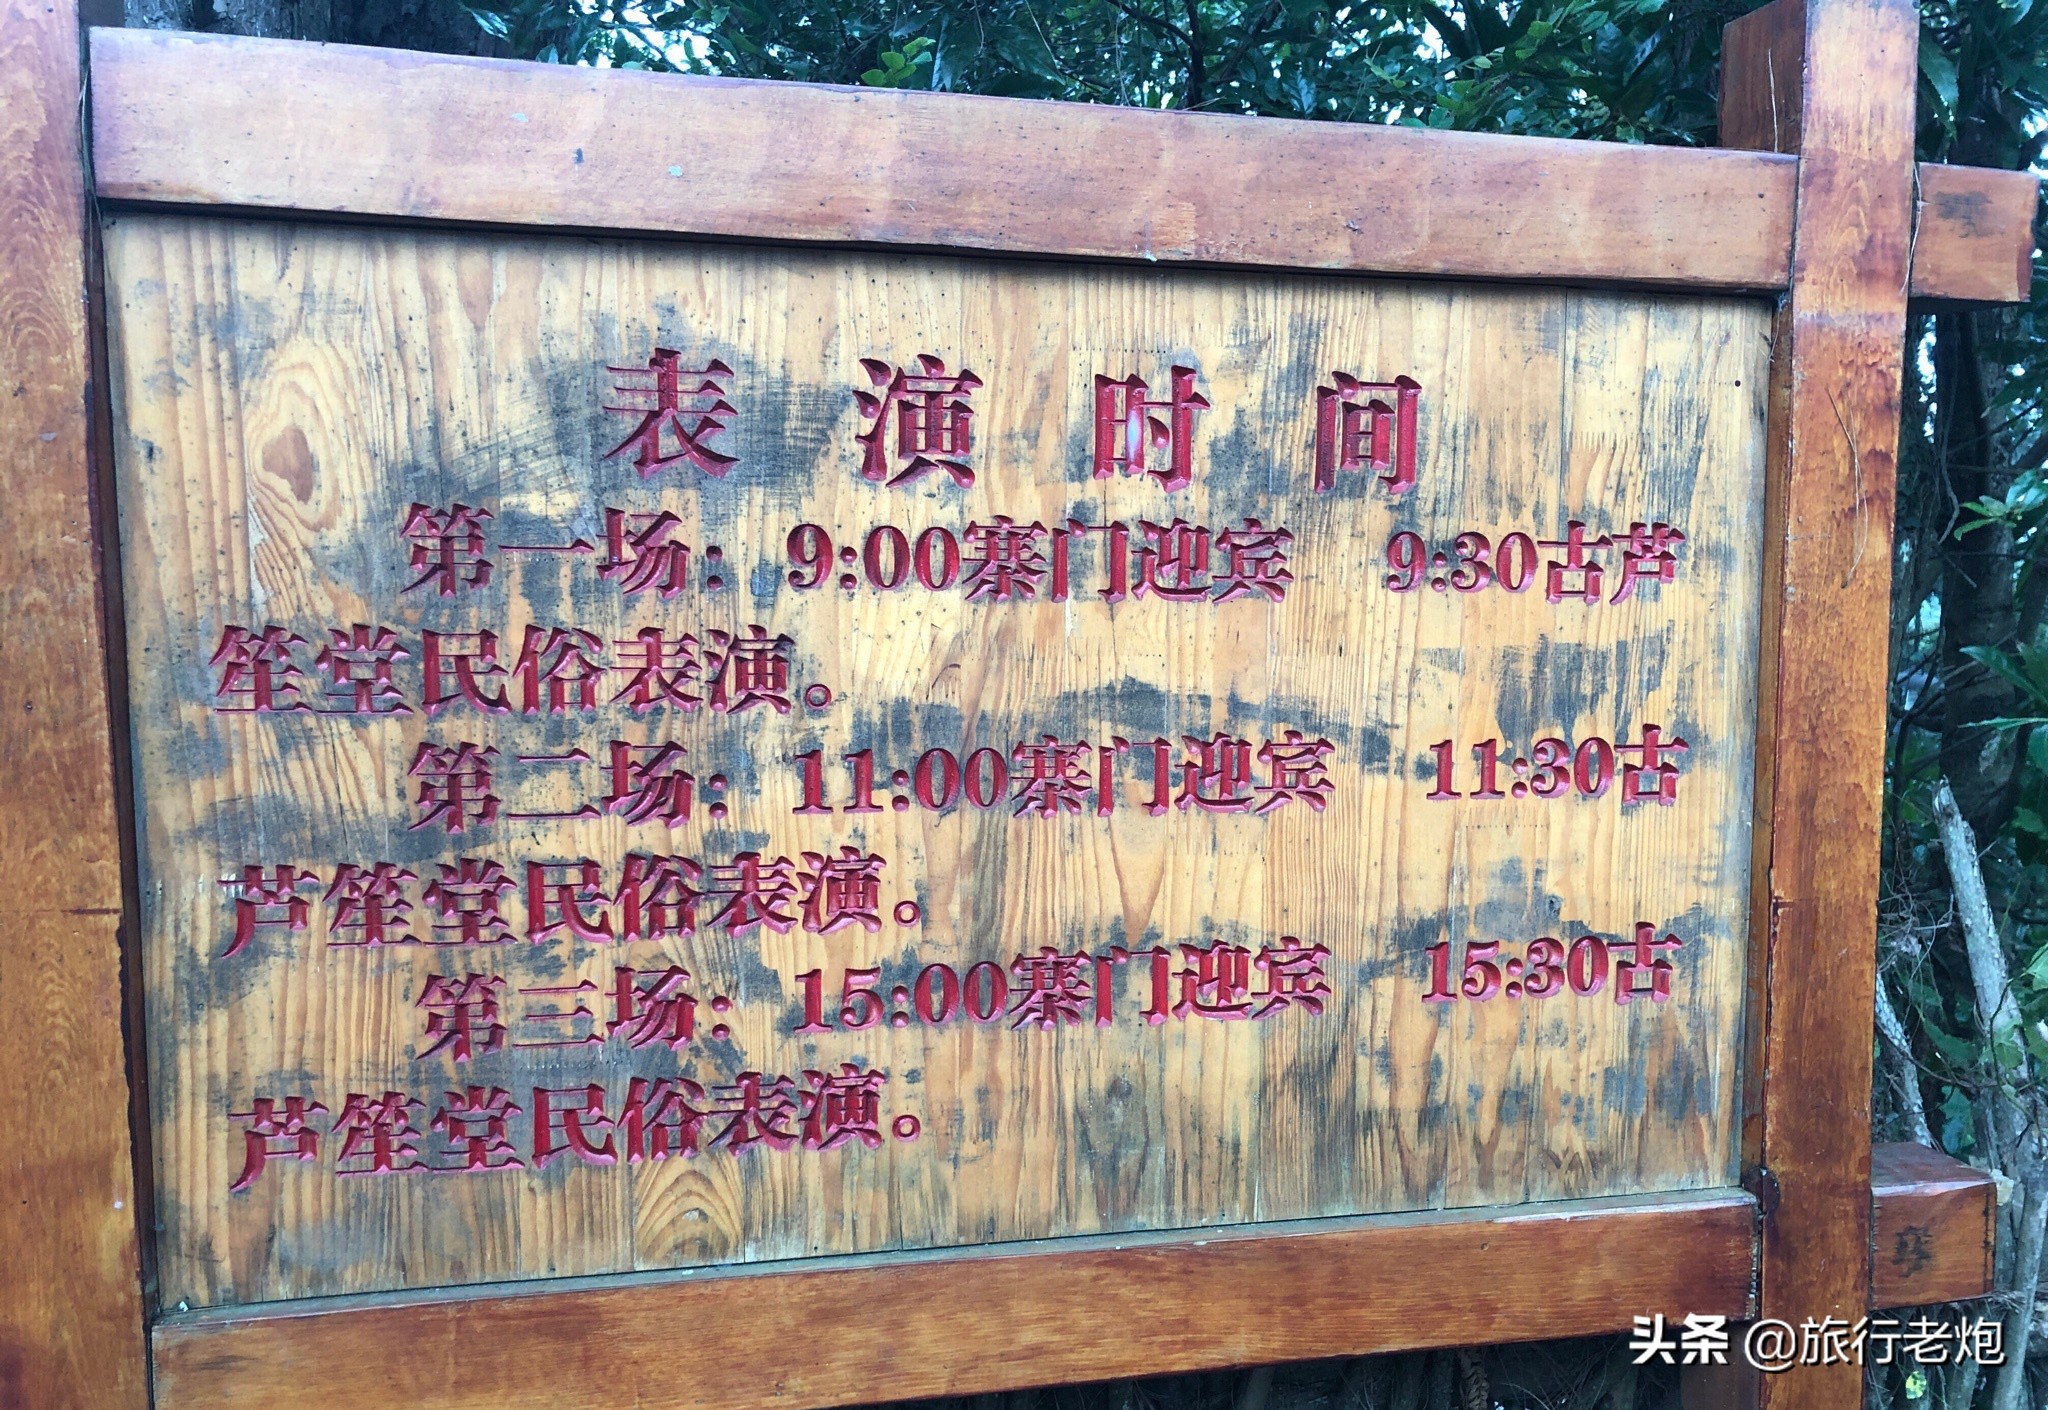 表演时间
第一场：9:00寨门迎宾 9:30古芦
笙堂民俗表演。
第二场：11:00寨门迎宾 11:30古
芦笙堂民俗表演。
第三场：15:00寨门迎宾 15:30古
芦笙堂民俗表演。
头条 @旅行老炮